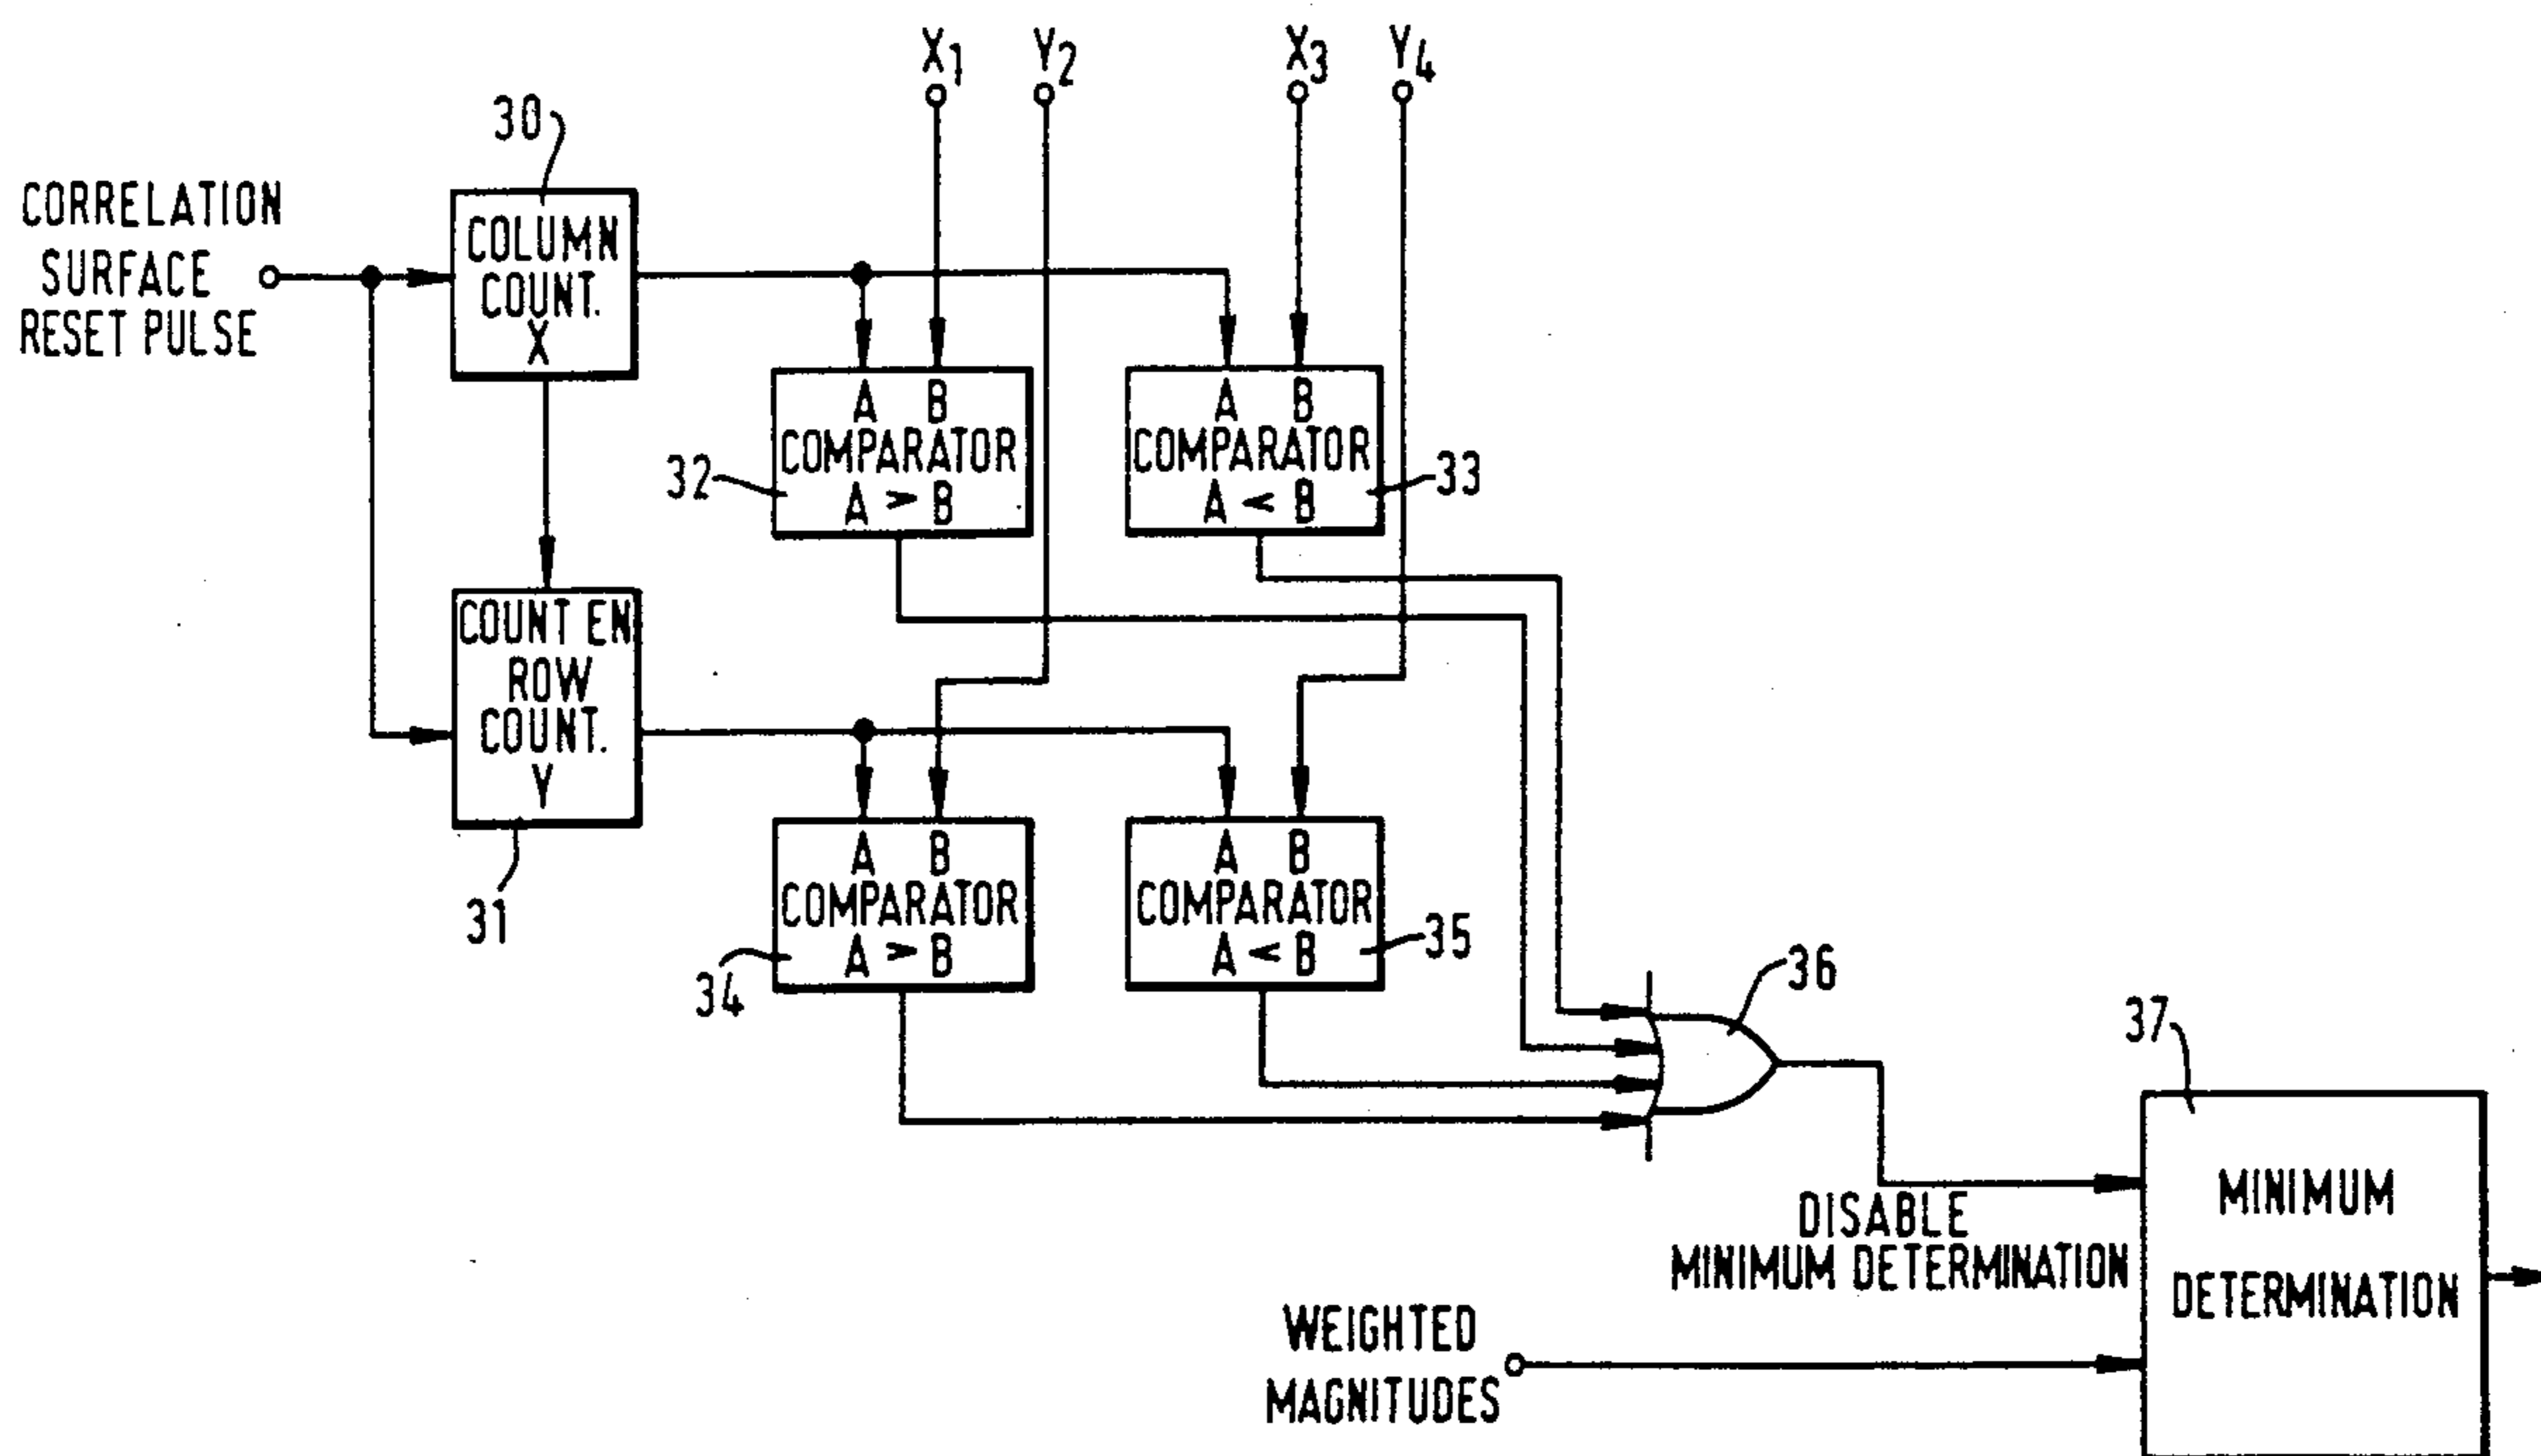 X1
Y2
X3
Y4
30
CORRELATION
SURFACE
RESET PULSE
COLUMN
COUNT.
X
A B
COMPARATOR
A > B
32
A B
COMPARATOR
A < B
33
COUNT EN
ROW
COUNT.
Y
31
A B
COMPARATOR
A > B
34
A B
COMPARATOR
A < B
35
36
37
DISABLE
MINIMUM DETERMINATION
MINIMUM
DETERMINATION
WEIGHTED
MAGNITUDES